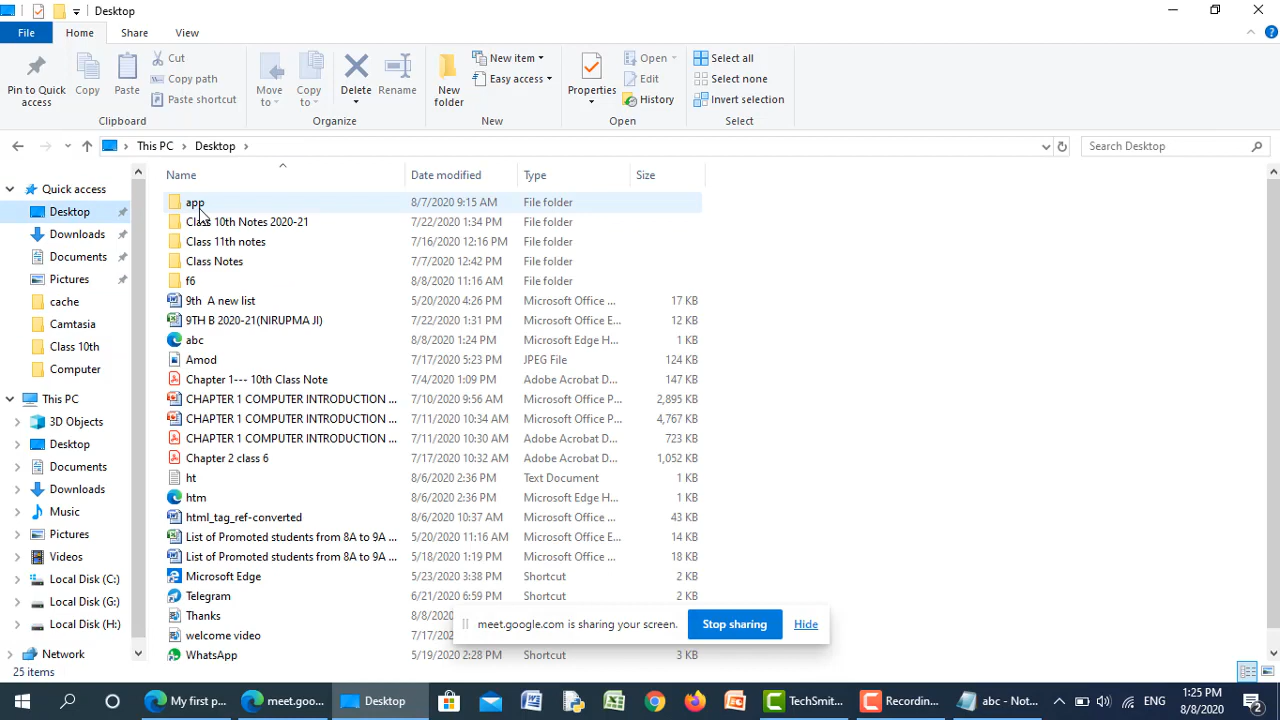 Desktop
File Home Share View
Pin to Quick access
Copy
Paste
Cut
Copy path
Paste shortcut
Clipboard
Move to
Copy to
Delete
Rename
Organize
New folder
New item
Easy access
New
Properties
Open
Edit
History
Open
Select all
Select none
Invert selection
Select
This PC > Desktop >
Search Desktop
Quick access
Desktop
Downloads
Documents
Pictures
cache
Camtasia
Class 10th
Computer
This PC
3D Objects
Desktop
Documents
Downloads
Music
Pictures
Videos
Local Disk (C:)
Local Disk (G:)
Local Disk (H:)
Network
Name Date modified Type Size
app 8/7/2020 9:15 AM File folder
Class 10th Notes 2020-21 7/22/2020 1:34 PM File folder
Class 11th notes 7/16/2020 12:16 PM File folder
Class Notes 7/7/2020 12:42 PM File folder
f6 8/8/2020 11:16 AM File folder
9th A new list 5/20/2020 4:26 PM Microsoft Office ... 17 KB
9TH B 2020-21(NIRUPMA JI) 7/22/2020 1:31 PM Microsoft Office E... 12 KB
abc 8/8/2020 1:24 PM Microsoft Edge H... 1 KB
Amod 7/17/2020 5:23 PM JPEG File 124 KB
Chapter 1--- 10th Class Note 7/4/2020 1:09 PM Adobe Acrobat D... 147 KB
CHAPTER 1 COMPUTER INTRODUCTION ... 7/10/2020 9:56 AM Microsoft Office P... 2,895 KB
CHAPTER 1 COMPUTER INTRODUCTION ... 7/11/2020 10:34 AM Microsoft Office P... 4,767 KB
CHAPTER 1 COMPUTER INTRODUCTION ... 7/11/2020 10:30 AM Adobe Acrobat D... 723 KB
Chapter 2 class 6 7/17/2020 10:32 AM Adobe Acrobat D... 1,052 KB
ht 8/6/2020 2:36 PM Text Document 1 KB
htm 8/6/2020 2:36 PM Microsoft Edge H... 1 KB
html_tag_ref-converted 8/6/2020 10:37 AM Microsoft Office ... 43 KB
List of Promoted students from 8A to 9A ... 5/20/2020 11:16 AM Microsoft Office E... 14 KB
List of Promoted students from 8A to 9A ... 5/18/2020 1:19 PM Microsoft Office ... 18 KB
Microsoft Edge 5/23/2020 3:38 PM Shortcut 2 KB
Telegram 6/21/2020 6:59 PM Shortcut 2 KB
Thanks 8/8/20
welcome video 7/17/20
WhatsApp 5/19/2020 2:54 PM Shortcut 3 KB
meet.google.com is sharing your screen. Stop sharing Hide
25 items
My first p... meet.goo... Desktop TechSmit... Recording... abc - Not... ENG 1:25 PM
8/8/2020 2